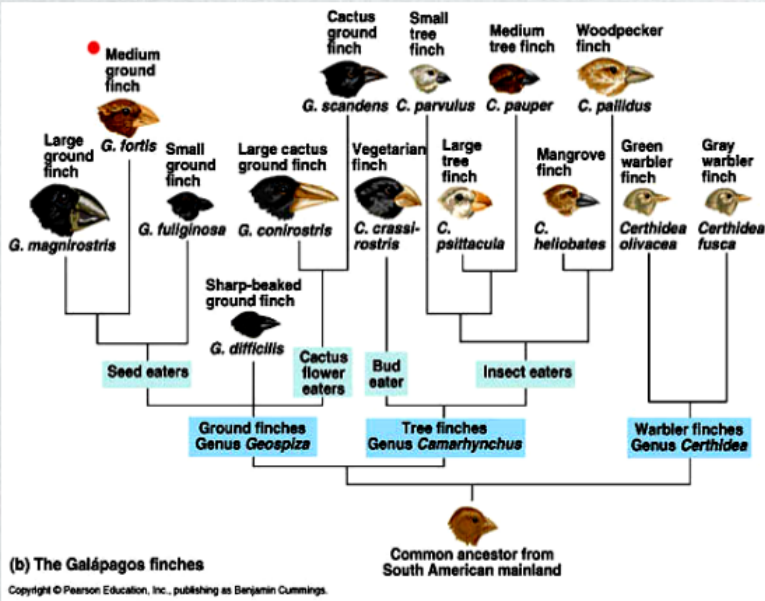 Cactus
ground
finch
G. scandens
Small
tree
finch
C. parvulus
Medium
tree finch
C. pauper
Woodpecker
finch
C. pallidus
Medium
ground
finch
G. fortis
Large
ground
finch
G. magnirostris
Small
ground
finch
G. fuliginosa
Large cactus
ground finch
G. conirostris
Vegetarian
finch
C. crassi-
rostris
Large
tree
finch
C.
psittacula
Mangrove
finch
C.
heliobates
Green
warbler
finch
Certhidea
olivacea
Gray
warbler
finch
Certhidea
fusca
Sharp-beaked
ground finch
G. difficilis
Seed eaters
Cactus
flower
eaters
Bud
eater
Insect eaters
Ground finches
Genus Geospiza
Tree finches
Genus Camarhynchus
Warbler finches
Genus Certhidea
Common ancestor from
South American mainland
(b) The Galápagos finches
Copyright © Pearson Education, Inc., publishing as Benjamin Cummings.